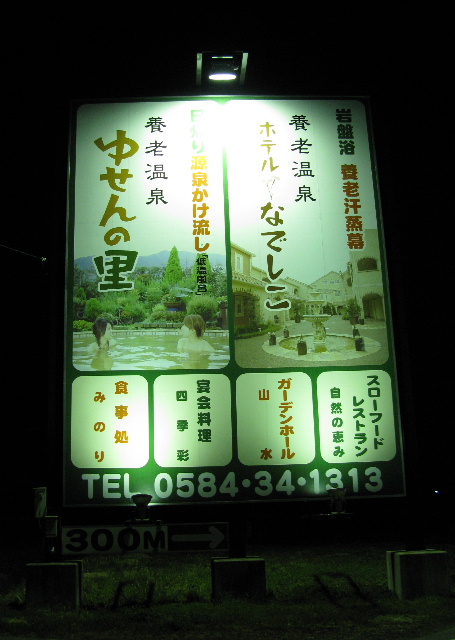 岩盤浴 養老汗蒸幕
養老温泉
ホテルなでしこ
日帰り源泉かけ流し「低温風呂」
養老温泉
ゆせんの里
スローフード
レストラン
自然の恵み
ガーデンホール
山水
宴会料理
四季彩
食事処
みのり
TEL 0584・34・1313
300M